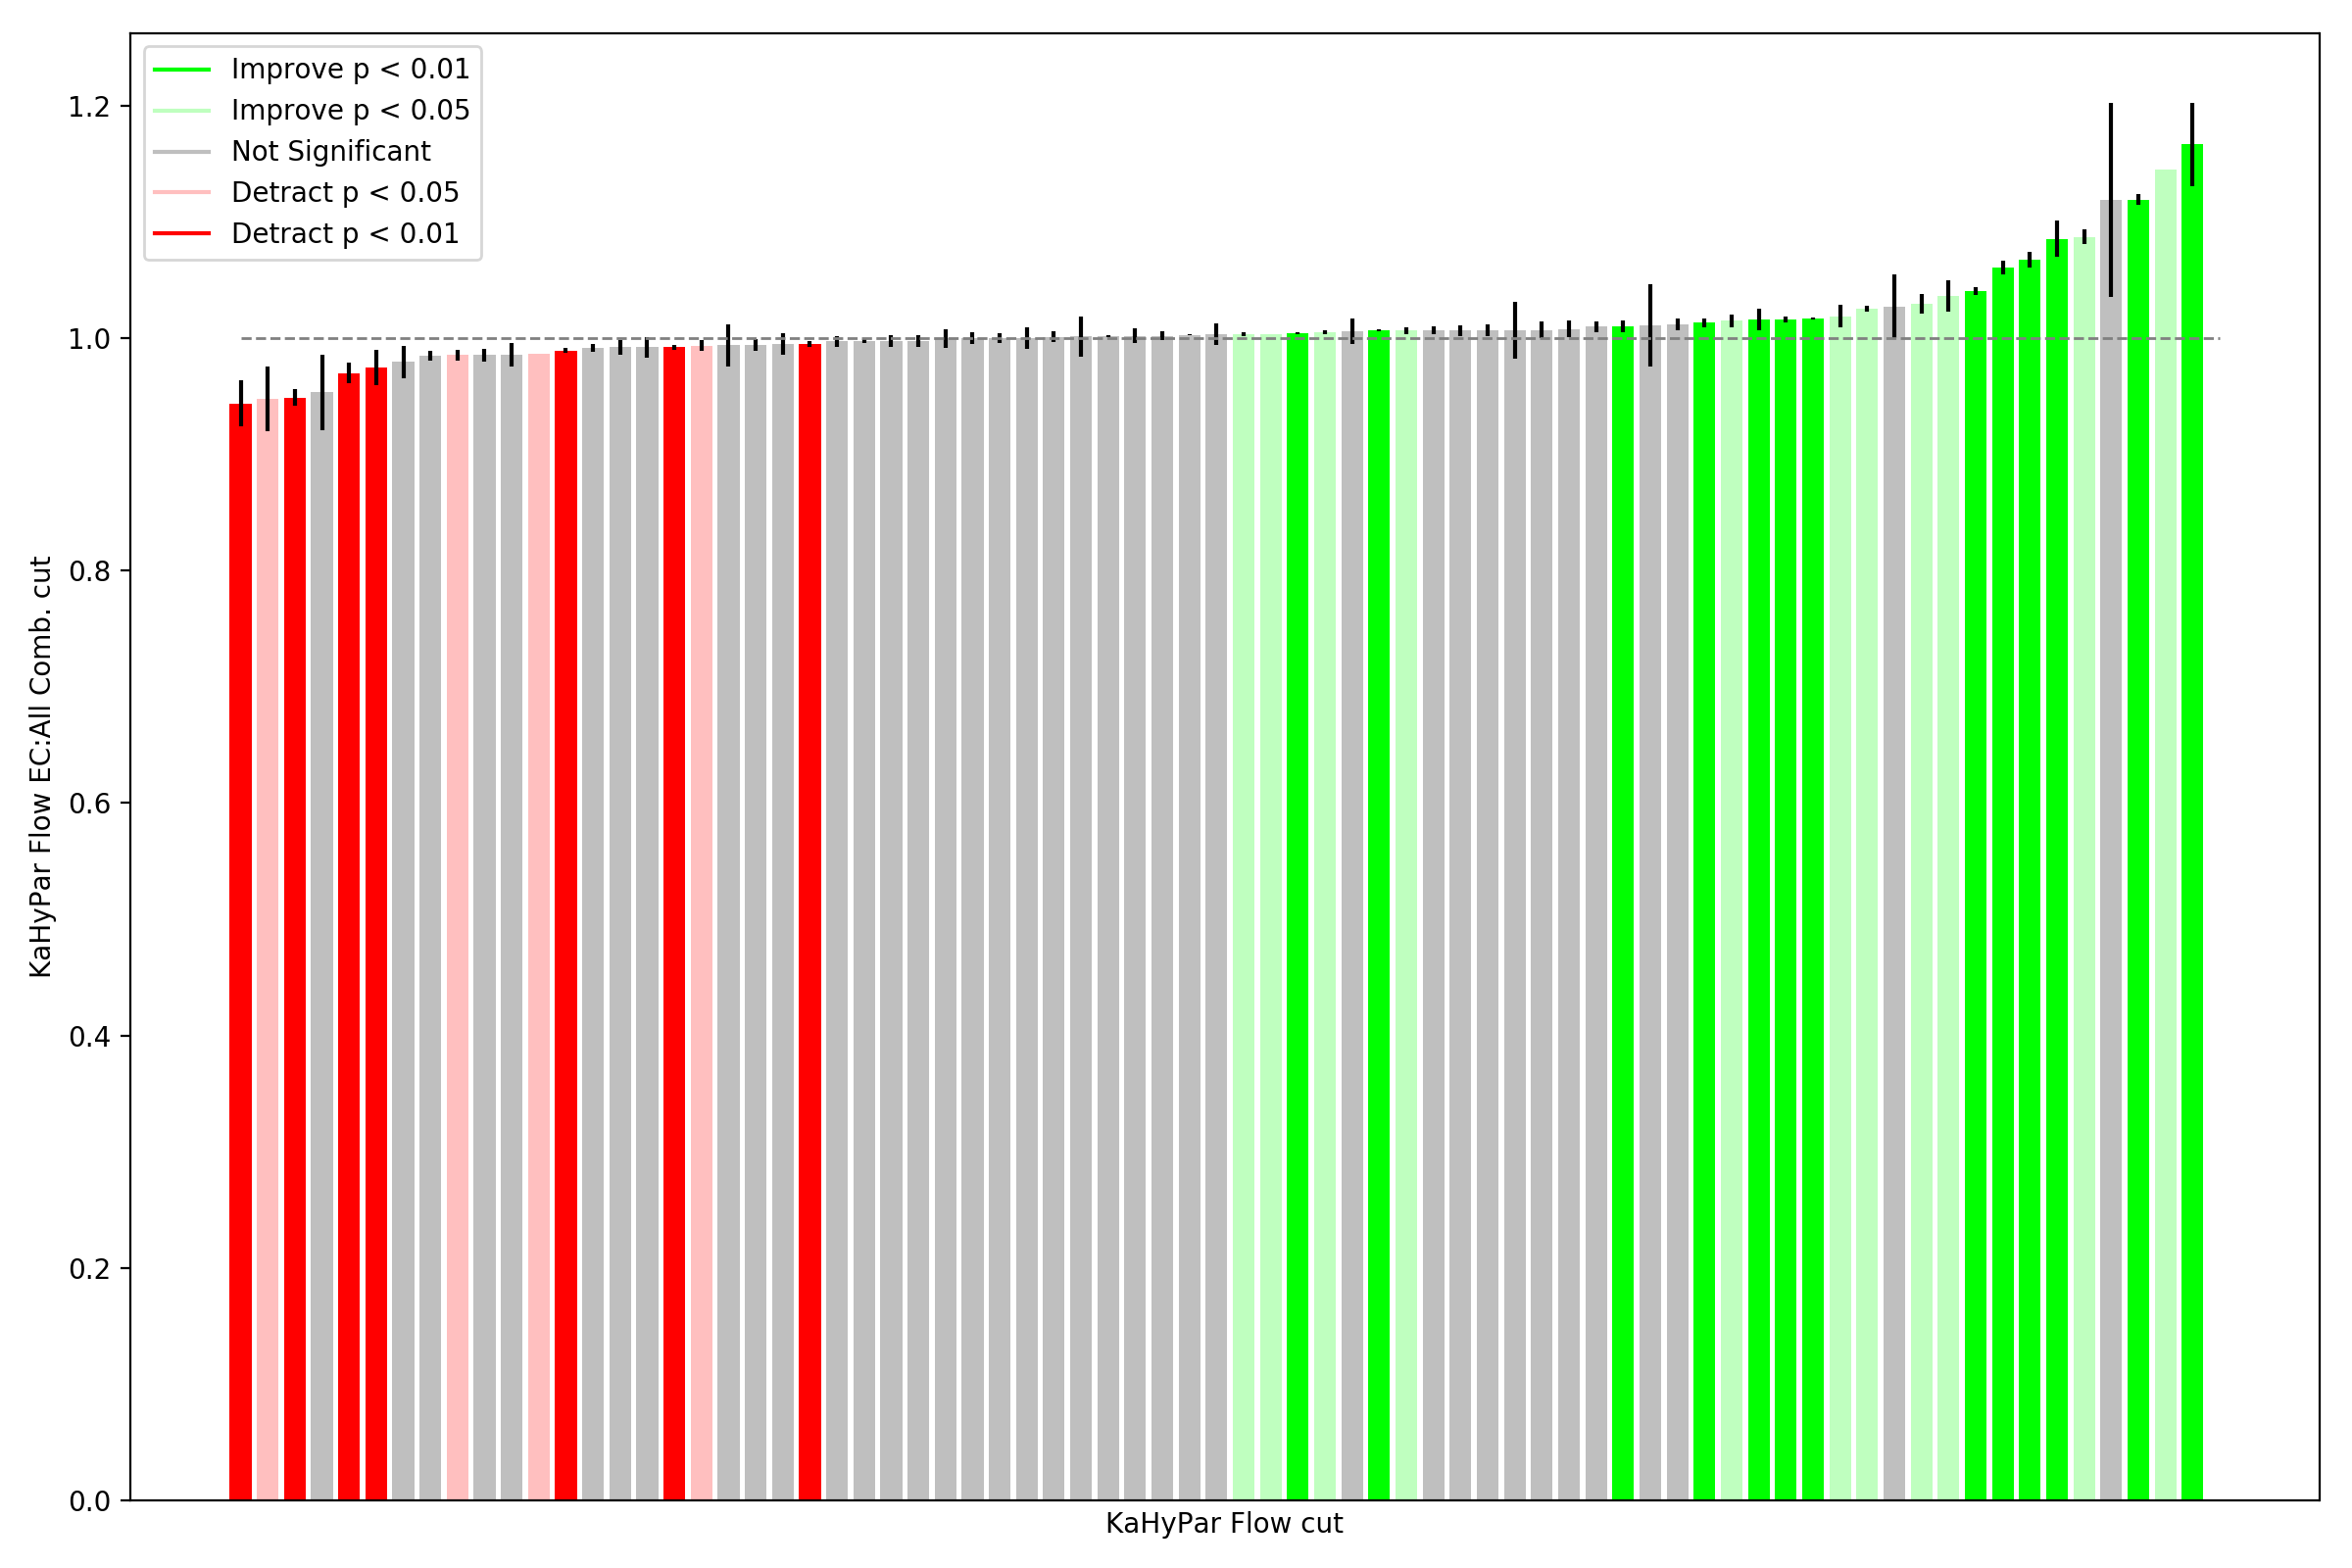 Improve p < 0.01
Improve p < 0.05
Not Significant
Detract p < 0.05
Detract p < 0.01
1.2
1.0
0.8
0.6
0.4
0.2
0.0
KaHyPar Flow EC:All Comb. cut
KaHyPar Flow cut